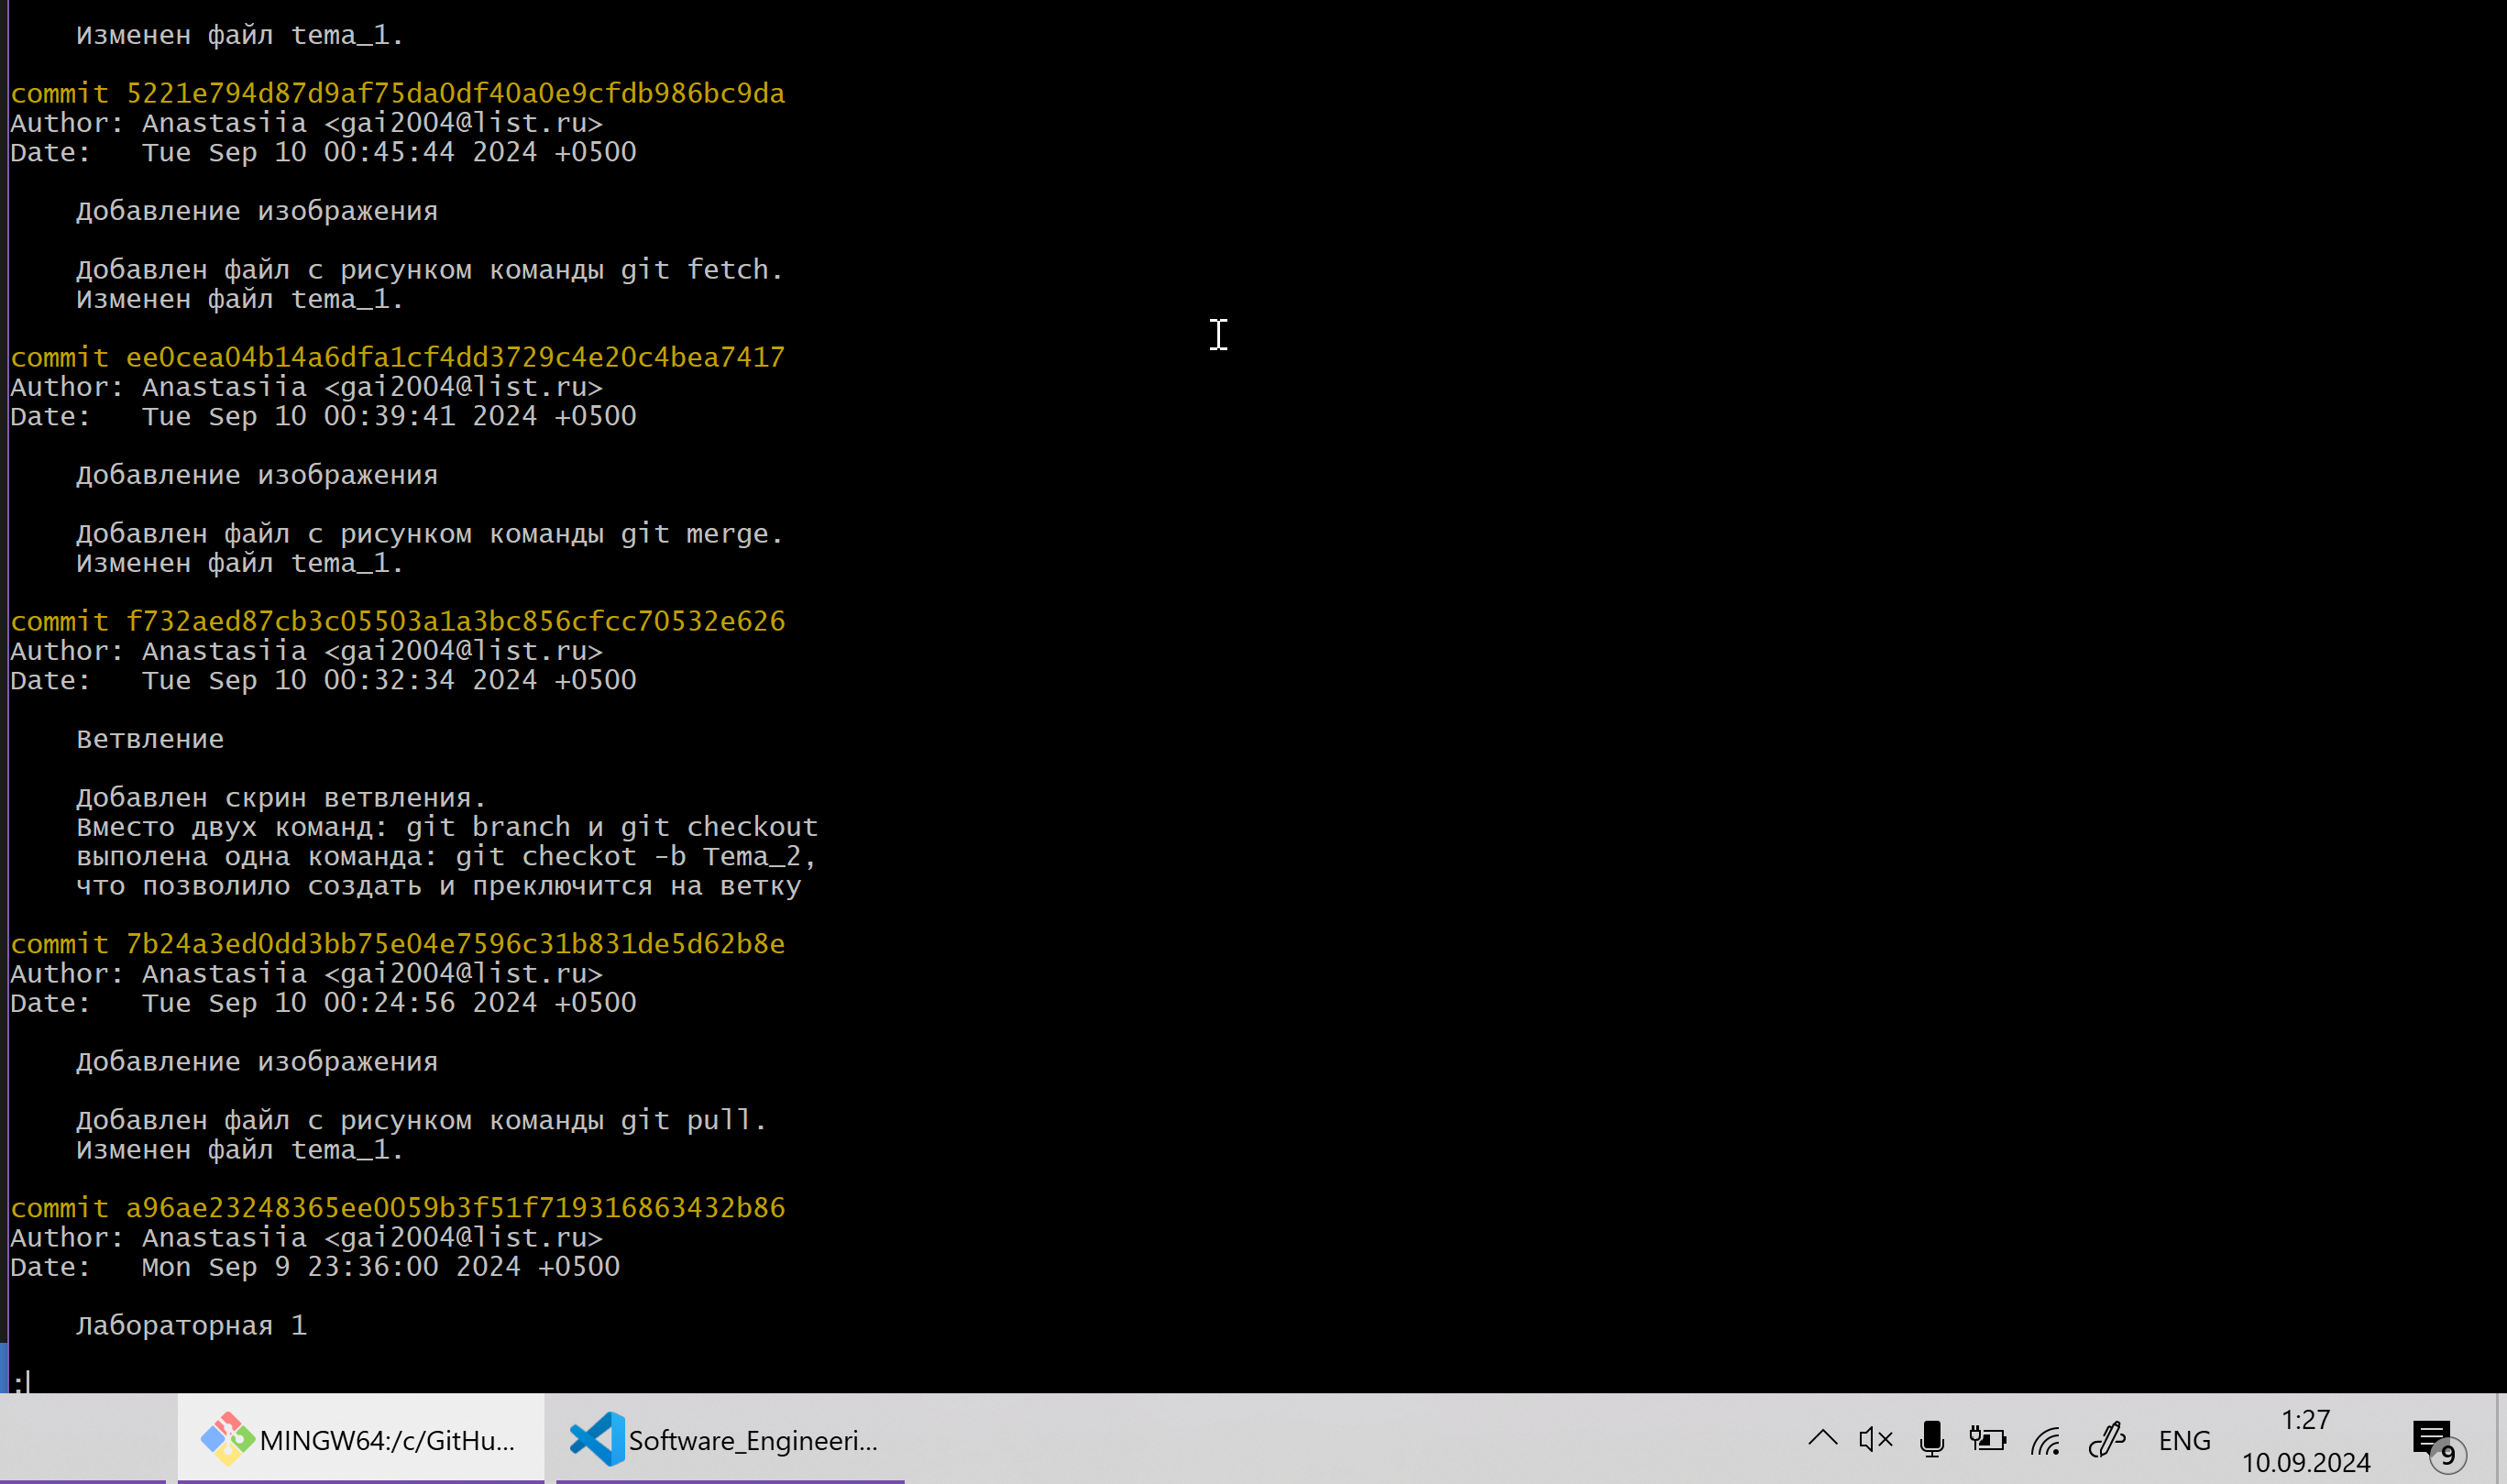 Изменен файл tema_1.
commit 5221e794d87d9af75da0df40a0e9cfdb986bc9da
Author: Anastasiia <gai2004@list.ru>
Date:   Tue Sep 10 00:45:44 2024 +0500
Добавление изображения
Добавлен файл с рисунком команды git fetch.
Изменен файл tema_1.
commit ee0cea04b14a6dfa1cf4dd3729c4e20c4bea7417
Author: Anastasiia <gai2004@list.ru>
Date:   Tue Sep 10 00:39:41 2024 +0500
Добавление изображения
Добавлен файл с рисунком команды git merge.
Изменен файл tema_1.
commit f732aed87cb3c05503a1a3bc856cfcc70532e626
Author: Anastasiia <gai2004@list.ru>
Date:   Tue Sep 10 00:32:34 2024 +0500
Ветвление
Добавлен скрин ветвления.
Вместо двух команд: git branch и git checkout
выполена одна команда: git checkot -b Tema_2,
что позволило создать и преключится на ветку
commit 7b24a3ed0dd3bb75e04e7596c31b831de5d62b8e
Author: Anastasiia <gai2004@list.ru>
Date:   Tue Sep 10 00:24:56 2024 +0500
Добавление изображения
Добавлен файл с рисунком команды git pull.
Изменен файл tema_1.
commit a96ae23248365ee0059b3f51f719316863432b86
Author: Anastasiia <gai2004@list.ru>
Date:   Mon Sep 9 23:36:00 2024 +0500
Лабораторная 1
:
MINGW64:/c/GitHu...
Software_Engineeri...
ENG
1:27
10.09.2024
9